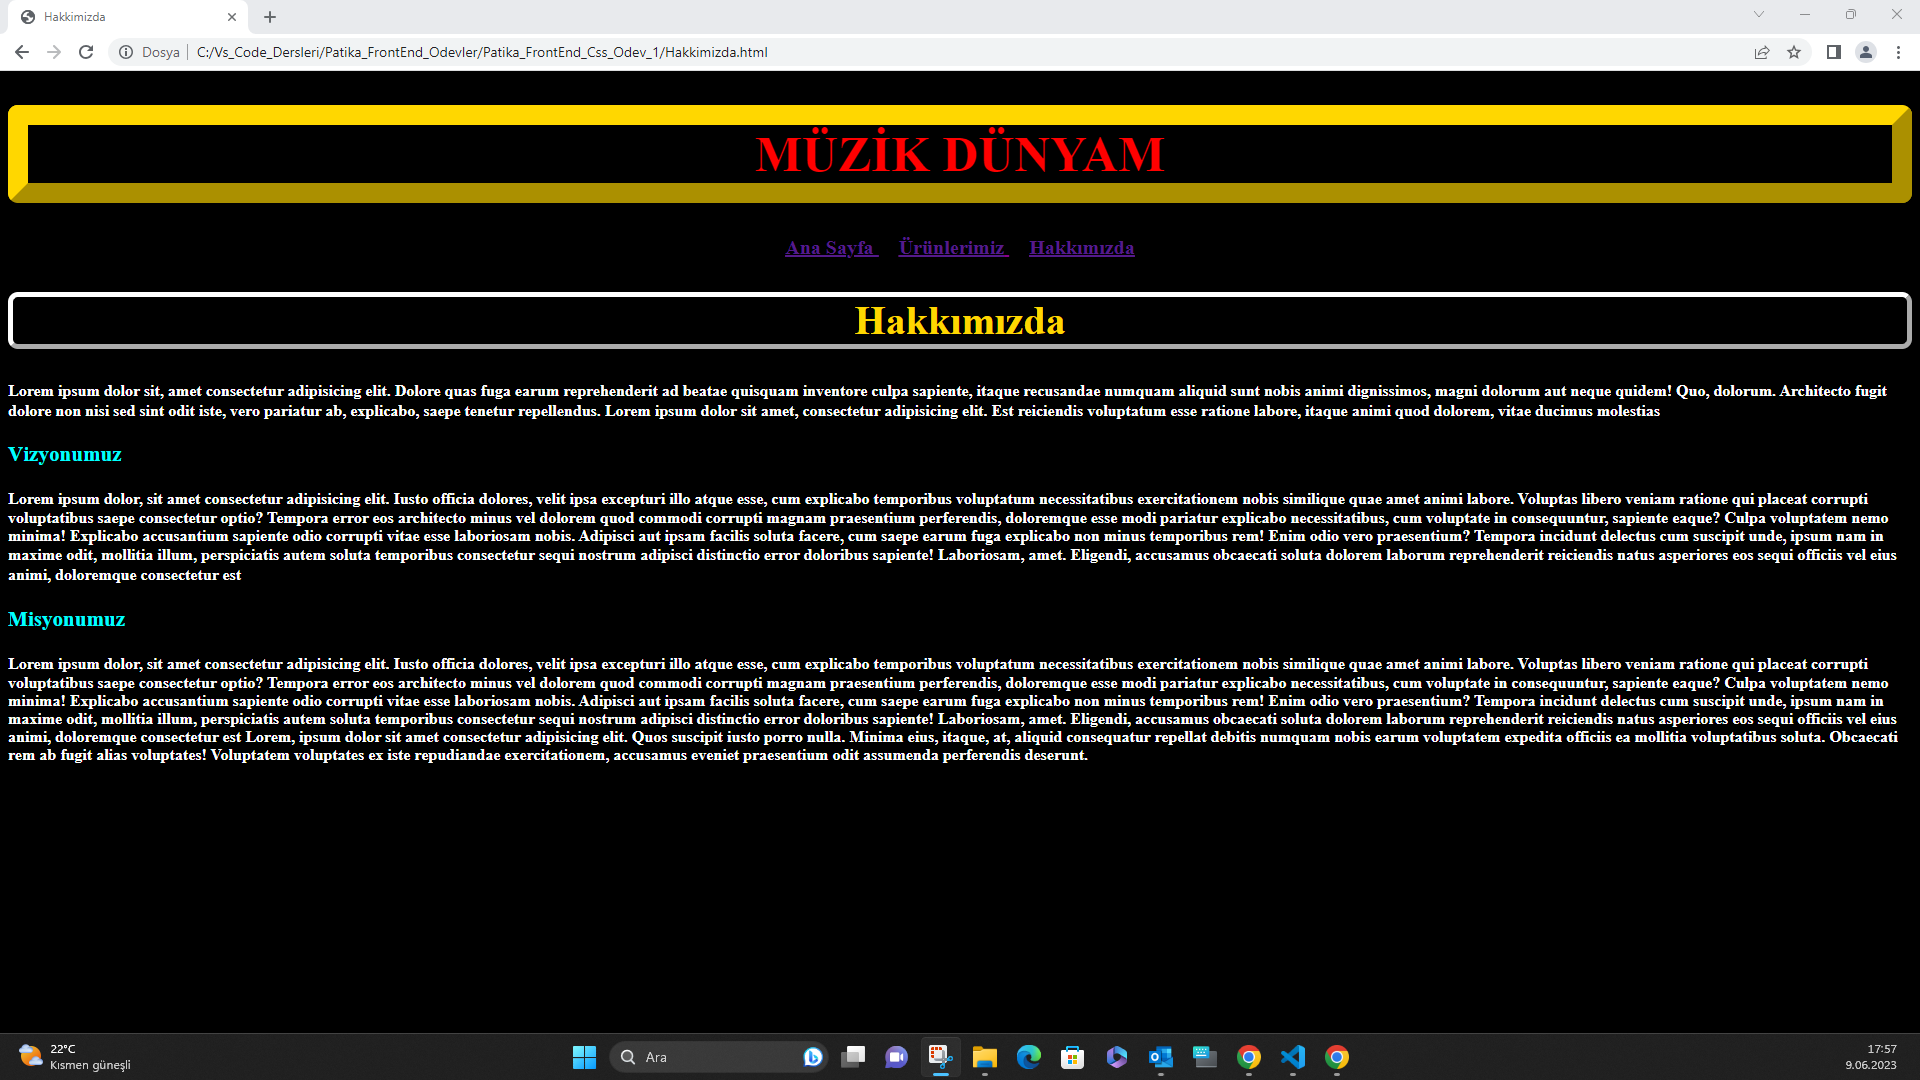 Hakkimizda
Dosya
C:/Vs_Code_Dersleri/Patika_FrontEnd_Odevler/Patika_FrontEnd_Css_Odev_1/Hakkimizda.html
MÜZİK DÜNYAM
Ana Sayfa Ürünlerimiz Hakkımızda
Hakkımızda
Lorem ipsum dolor sit, amet consectetur adipisicing elit. Dolore quas fuga earum reprehenderit ad beatae quisquam inventore culpa sapiente, itaque recusandae numquam aliquid sunt nobis animi dignissimos, magni dolorum aut neque quidem! Quo, dolorum. Architecto fugit
dolore non nisi sed sint odit iste, vero pariatur ab, explicabo, saepe tenetur repellendus. Lorem ipsum dolor sit amet, consectetur adipisicing elit. Est reiciendis voluptatum esse ratione labore, itaque animi quod dolorem, vitae ducimus molestias
Vizyonumuz
Lorem ipsum dolor, sit amet consectetur adipisicing elit. Iusto officia dolores, velit ipsa excepturi illo atque esse, cum explicabo temporibus voluptatum necessitatibus exercitationem nobis similique quae amet animi labore. Voluptas libero veniam ratione qui placeat corrupti
voluptatibus saepe consectetur optio? Tempora error eos architecto minus vel dolorem quod commodi corrupti magnam praesentium perferendis, doloremque esse modi pariatur explicabo necessitatibus, cum voluptate in consequuntur, sapiente eaque? Culpa voluptatem nemo
minima! Explicabo accusantium sapiente odio corrupti vitae esse laboriosam nobis. Adipisci aut ipsam facilis soluta facere, cum saepe earum fuga explicabo non minus temporibus rem! Enim odio vero praesentium? Tempora incidunt delectus cum suscipit unde, ipsum nam in
maxime odit, mollitia illum, perspiciatis autem soluta temporibus consectetur sequi nostrum adipisci distinctio error doloribus sapiente! Laboriosam, amet. Eligendi, accusamus obcaecati soluta dolorem laborum reprehenderit reiciendis natus asperiores eos sequi officiis vel eius
animi, doloremque consectetur est
Misyonumuz
Lorem ipsum dolor, sit amet consectetur adipisicing elit. Iusto officia dolores, velit ipsa excepturi illo atque esse, cum explicabo temporibus voluptatum necessitatibus exercitationem nobis similique quae amet animi labore. Voluptas libero veniam ratione qui placeat corrupti
voluptatibus saepe consectetur optio? Tempora error eos architecto minus vel dolorem quod commodi corrupti magnam praesentium perferendis, doloremque esse modi pariatur explicabo necessitatibus, cum voluptate in consequuntur, sapiente eaque? Culpa voluptatem nemo
minima! Explicabo accusantium sapiente odio corrupti vitae esse laboriosam nobis. Adipisci aut ipsam facilis soluta facere, cum saepe earum fuga explicabo non minus temporibus rem! Enim odio vero praesentium? Tempora incidunt delectus cum suscipit unde, ipsum nam in
maxime odit, mollitia illum, perspiciatis autem soluta temporibus consectetur sequi nostrum adipisci distinctio error doloribus sapiente! Laboriosam, amet. Eligendi, accusamus obcaecati soluta dolorem laborum reprehenderit reiciendis natus asperiores eos sequi officiis vel eius
animi, doloremque consectetur est Lorem, ipsum dolor sit amet consectetur adipisicing elit. Quos suscipit iusto porro nulla. Minima eius, itaque, at, aliquid consequatur repellat debitis numquam nobis earum voluptatem expedita officiis ea mollitia voluptatibus soluta. Obcaecati
rem ab fugit alias voluptates! Voluptatem voluptates ex iste repudiandae exercitationem, accusamus eveniet praesentium odit assumenda perferendis deserunt.
22°C
Kısmen güneşli
Ara
17:57
9.06.2023